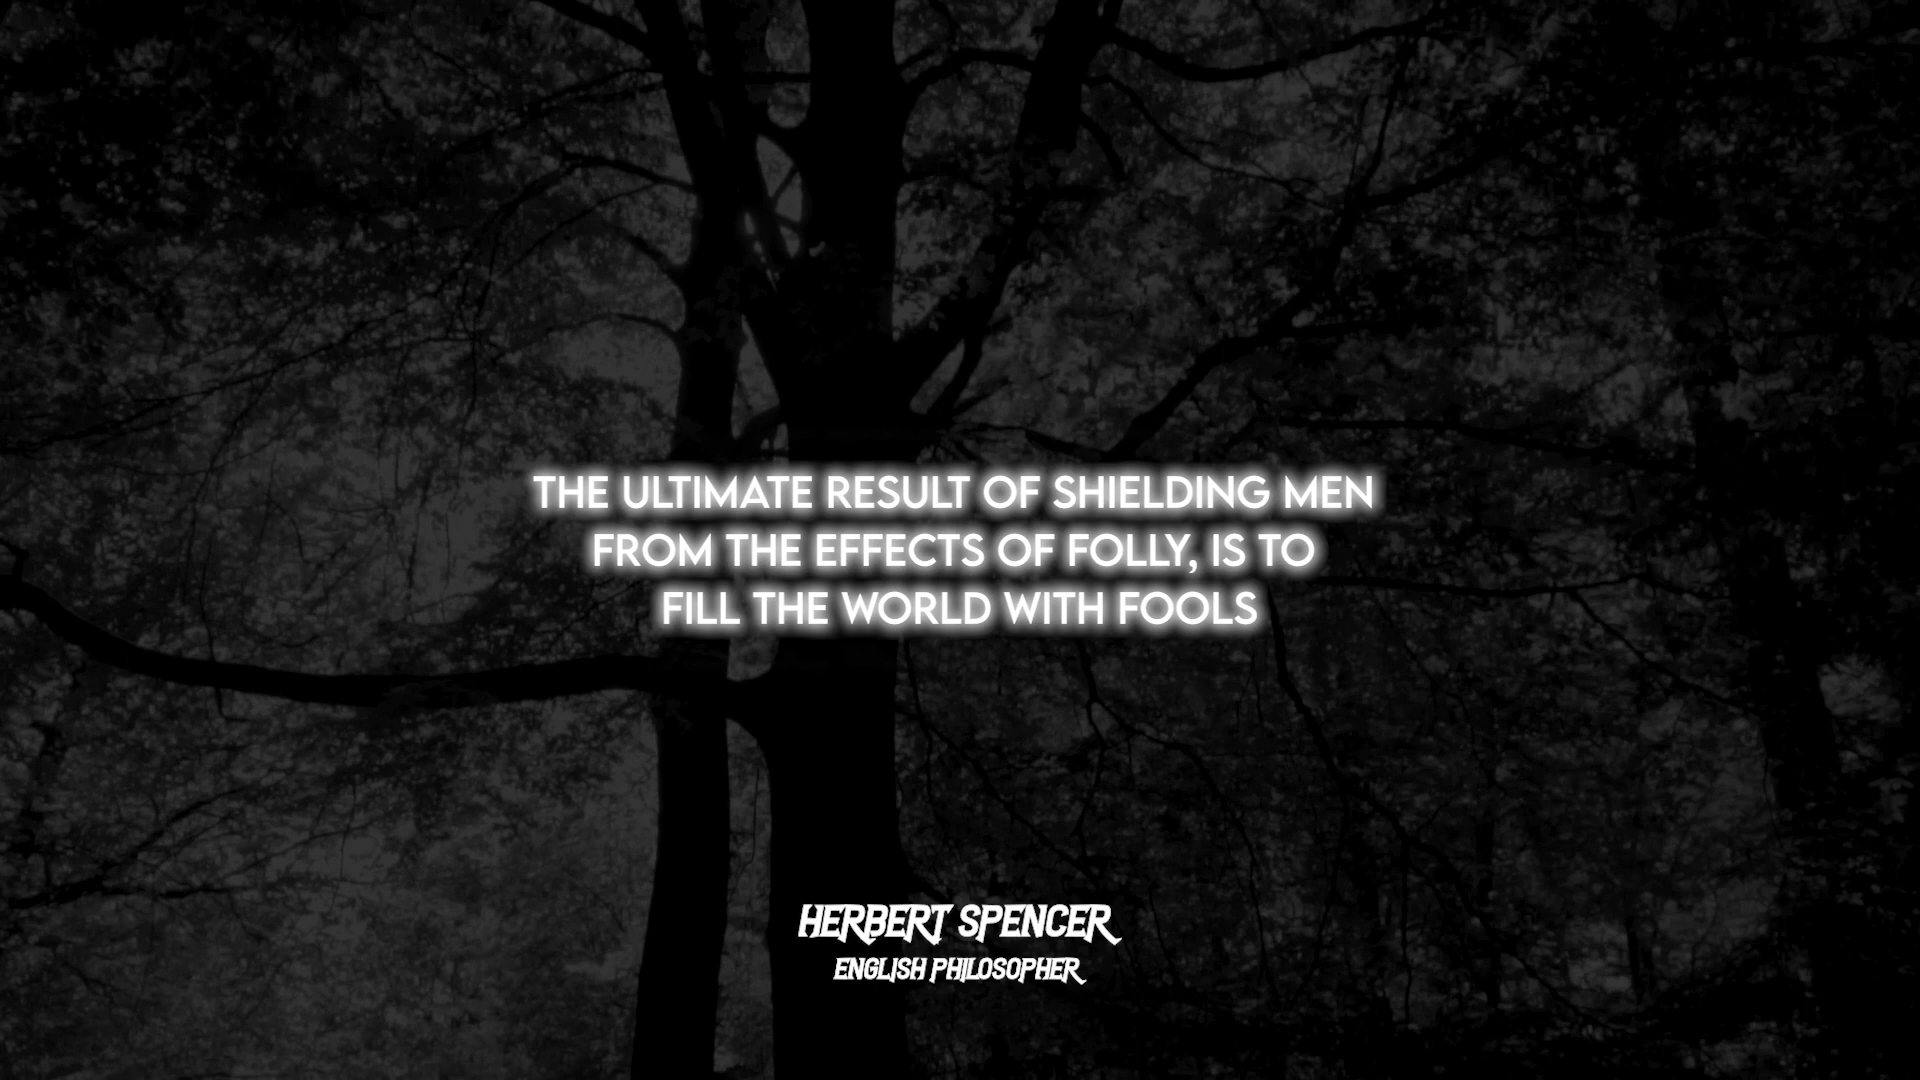 THE ULTIMATE RESULT OF SHIELDING MEN
FROM THE EFFECTS OF FOLLY, IS TO
FILL THE WORLD WITH FOOLS
HERBERT SPENCER
ENGLISH PHILOSOPHER